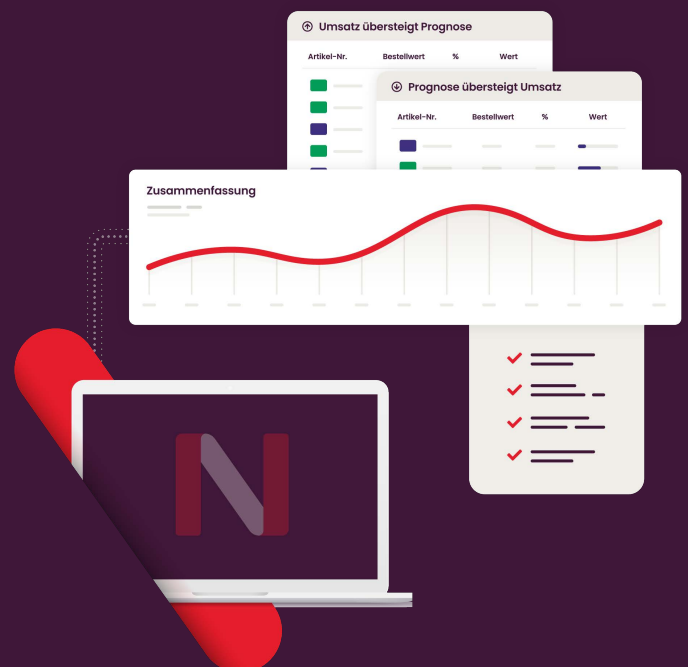 Umsatz übersteigt Prognose
Artikel-Nr. Bestellwert % Wert
Prognose übersteigt Umsatz
Artikel-Nr. Bestellwert % Wert
Zusammenfassung
N